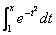 ∫₁ˣ e^{-t²} dt